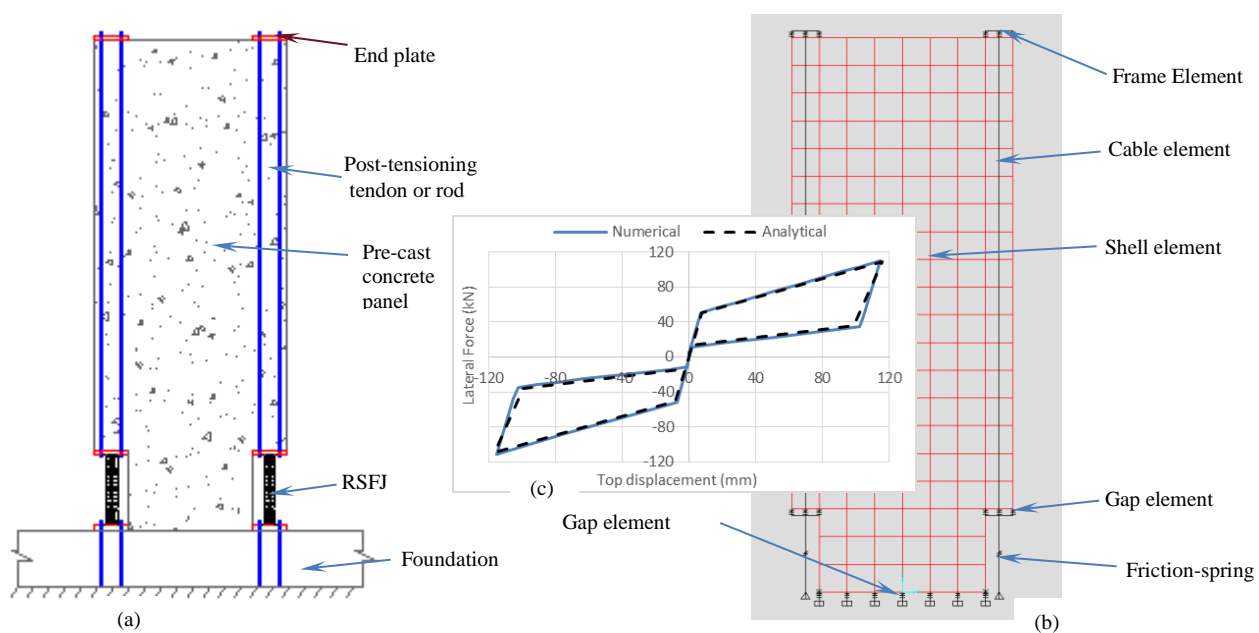 End plate
Post-tensioning
tendon or rod
Pre-cast
concrete
panel
RSFJ
Foundation
(a)
Numerical
Analytical
Lateral Force (kN)
120
80
40
0
-40
-80
-120
-120
-80
-40
0
40
80
120
Top displacement (mm)
(c)
Frame Element
Cable element
Shell element
Gap element
Gap element
Friction-spring
(b)